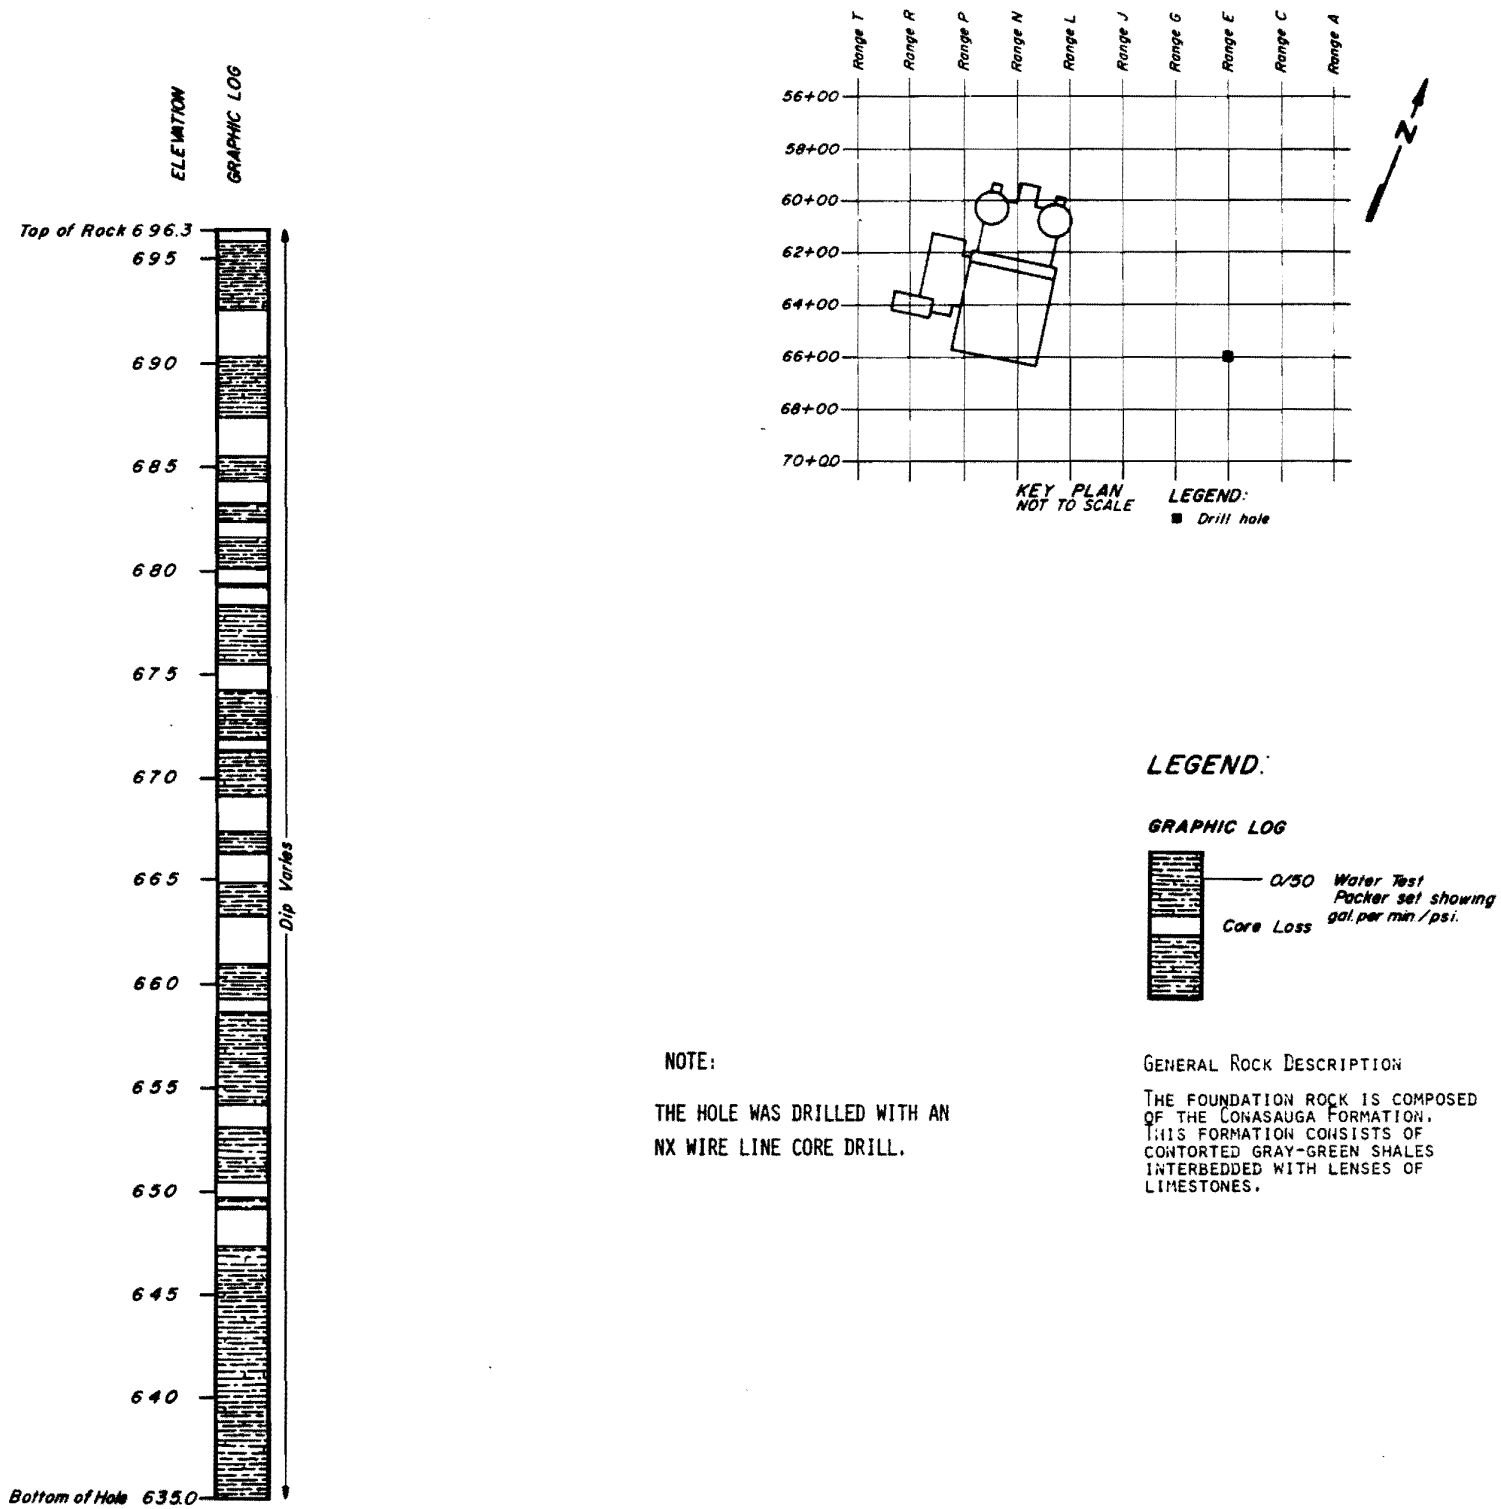 ELEVATION
GRAPHIC LOG
Top of Rock 696.3
695
690
685
680
675
670
665
660
655
650
645
640
Bottom of Hole 635.0
Dip Varies
Range T
Range R
Range P
Range N
Range L
Range J
Range G
Range E
Range C
Range A
56+00
58+00
60+00
62+00
64+00
66+00
68+00
70+00
N
KEY PLAN
NOT TO SCALE
LEGEND:
Drill hole
LEGEND:
GRAPHIC LOG
0/50 Water Test
Packer set showing
gal. per min/psi.
Core Loss
NOTE:
THE HOLE WAS DRILLED WITH AN
NX WIRE LINE CORE DRILL.
GENERAL ROCK DESCRIPTION
THE FOUNDATION ROCK IS COMPOSED
OF THE CONASAUGA FORMATION.
THIS FORMATION CONSISTS OF
CONTORTED GRAY-GREEN SHALES
INTERBEDDED WITH LENSES OF
LIMESTONES.